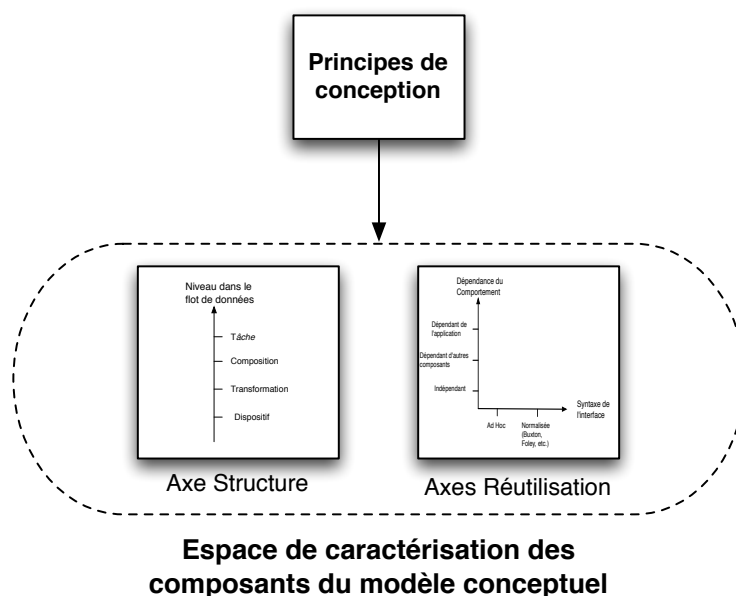 Principes de
conception
Niveau dans le
flot de données
Tâche
Composition
Transformation
Dispositif
Axe Structure
Dépendance du
Comportement
Dépendant de
l'application
Dépendant d'autres
composants
Indépendant
Ad Hoc
Normalisée
(Buxton,
Foley, etc.)
Syntaxe de
l'interface
Axes Réutilisation
Espace de caractérisation des
composants du modèle conceptuel